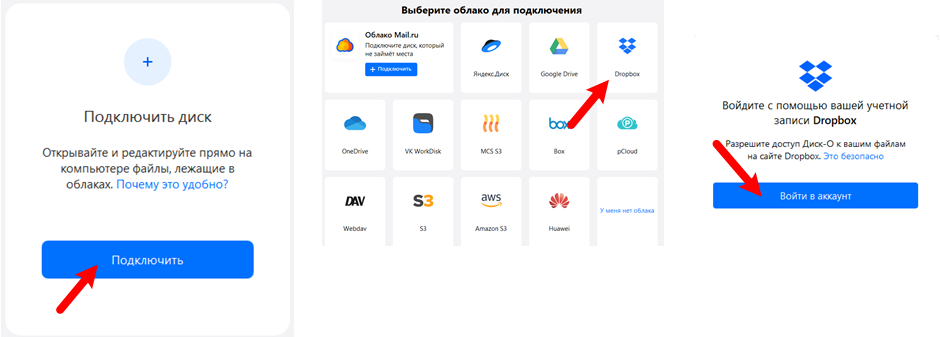 +
Подключить диск
Открывайте и редактируйте прямо на
компьютере файлы, лежащие в
облаках. Почему это удобно?
Подключить
Выберите облако для подключения
Облако Mail.ru
Подключите диск, который
не займёт места
+ Подключить
Яндекс.Диск
Google Drive
Dropbox
OneDrive
VK WorkDisk
MCS S3
box
Box
pCloud
DAV
Webdav
S3
S3
aws
Amazon S3
Huawei
У меня нет облака
Войдите с помощью вашей учетной
записи Dropbox
Разрешите доступ Диск-О к вашим файлам
на сайте Dropbox. Это безопасно
Войти в аккаунт